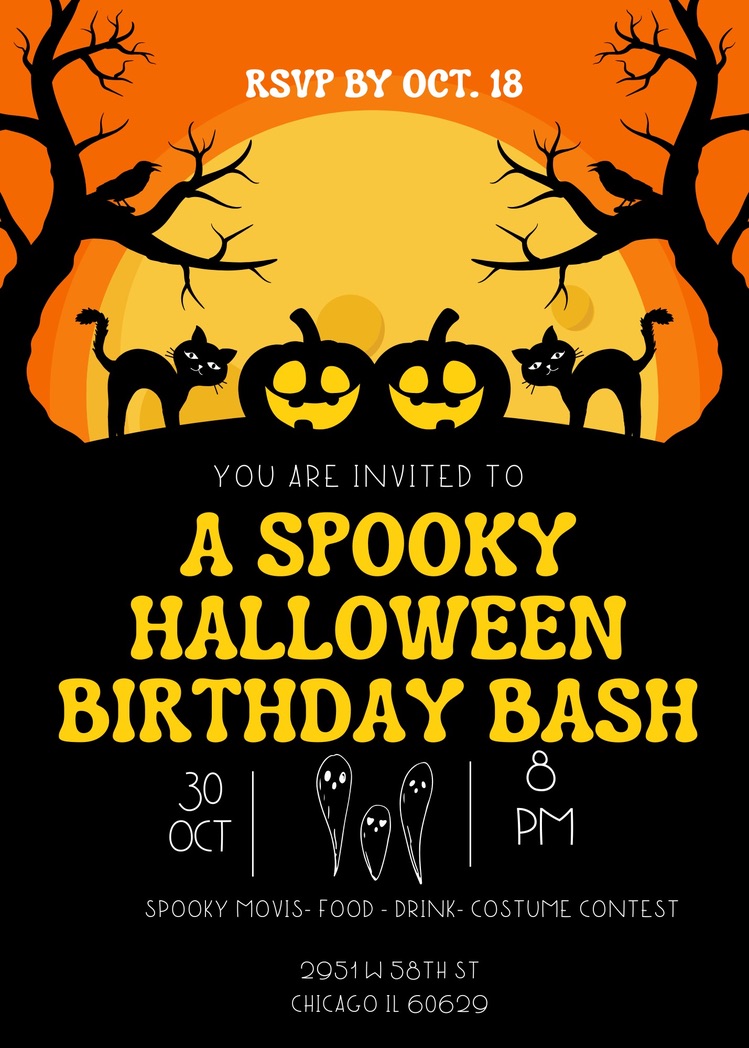 RSVP BY OCT. 18
YOU ARE INVITED TO
A SPOOKY
HALLOWEEN
BIRTHDAY BASH
30
OCT
8
PM
SPOOKY MOVIS- FOOD - DRINK- COSTUME CONTEST
2951 W 58TH ST
CHICAGO IL 60629